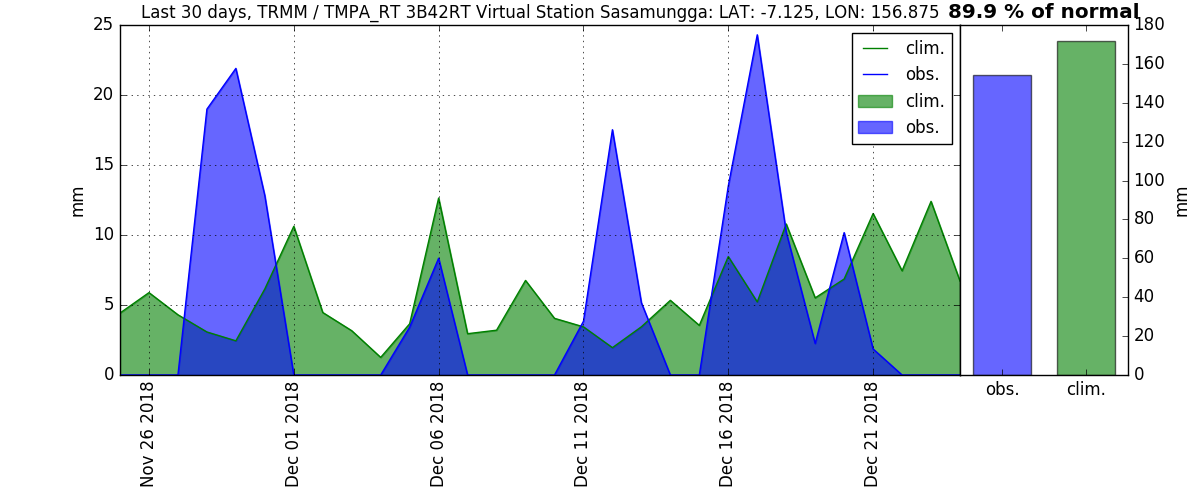 Last 30 days, TRMM / TMPA_RT 3B42RT Virtual Station Sasamungga: LAT: -7.125, LON: 156.875
89.9 % of normal
25
20
15
10
5
0
mm
clim.
obs.
clim.
obs.
Nov 26 2018
Dec 01 2018
Dec 06 2018
Dec 11 2018
Dec 16 2018
Dec 21 2018
180
160
140
120
100
80
60
40
20
0
mm
obs.
clim.